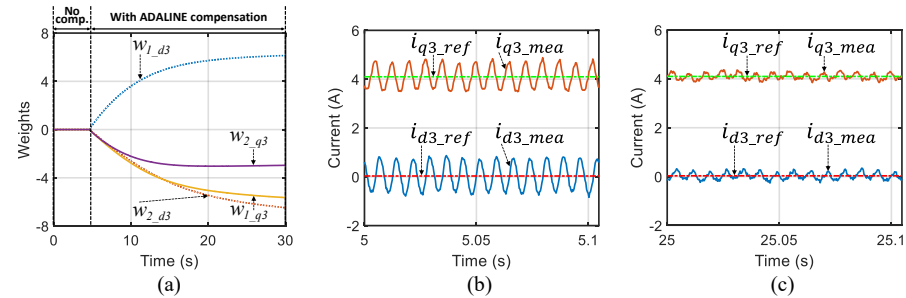 No
comp.
With ADALINE compensation
(a)
8
4
0
-4
-8
Weights
w1_d3
w2_q3
w2_d3
w1_q3
0
10
20
30
Time (s)
(a)
(b)
6
4
2
0
-2
Current (A)
iq3_ref
iq3_mea
id3_ref
id3_mea
5
5.05
5.1
Time (s)
(b)
(c)
6
4
2
0
-2
Current (A)
iq3_ref
iq3_mea
id3_ref
id3_mea
25
25.05
25.1
Time (s)
(c)